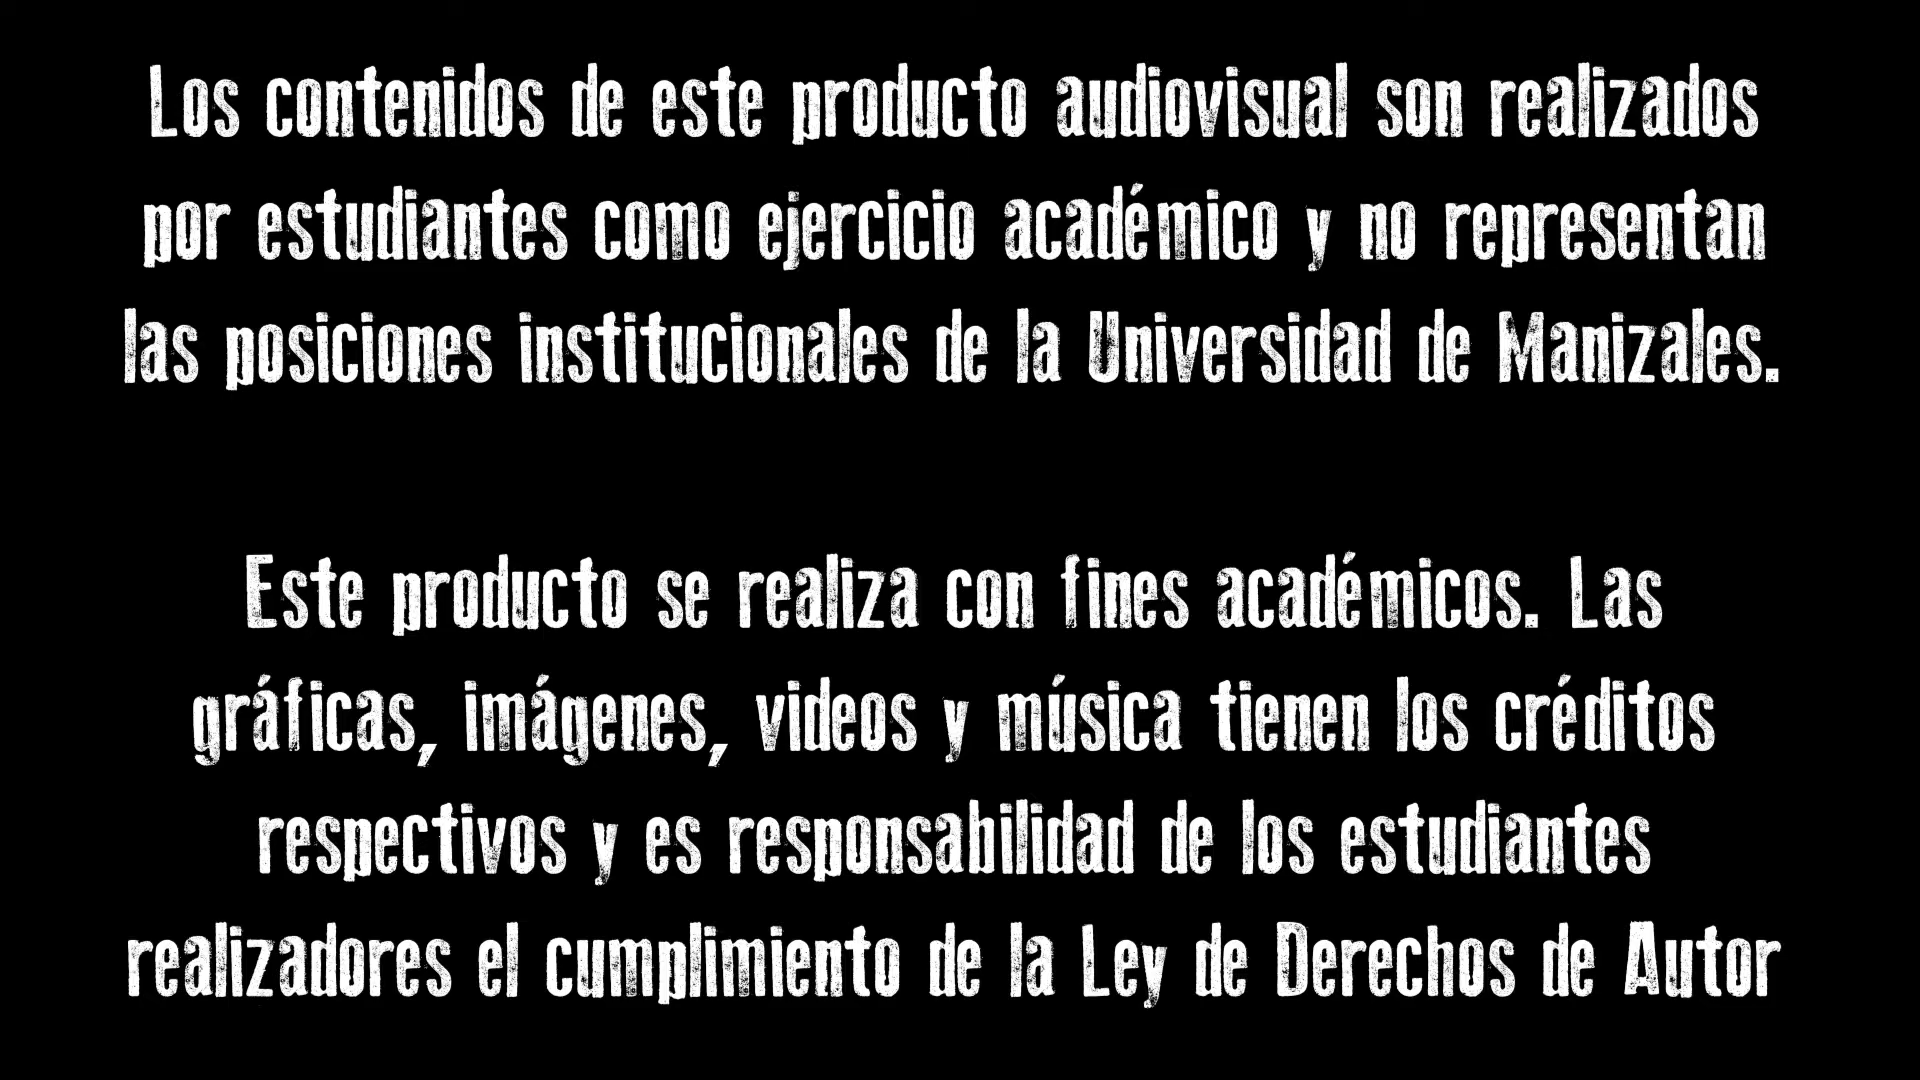 Los contenidos de este producto audiovisual son realizados
por estudiantes como ejercicio académico y no representan
las posiciones institucionales de la Universidad de Manizales.
Este producto se realiza con fines académicos. Las
gráficas, imágenes, videos y música tienen los créditos
respectivos y es responsabilidad de los estudiantes
realizadores el cumplimiento de la Ley de Derechos de Autor